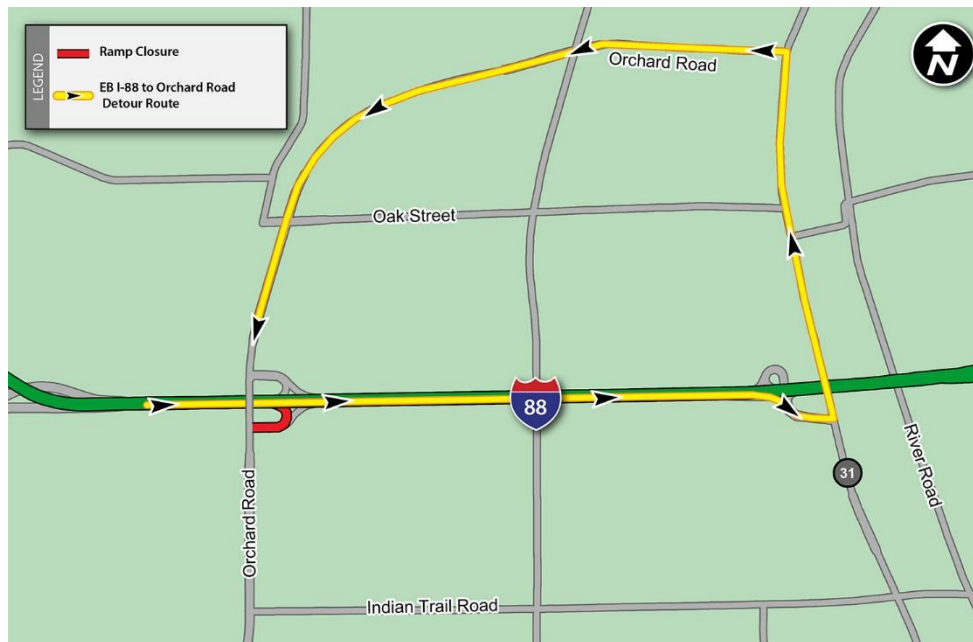 LEGEND
Ramp Closure
EB I-88 to Orchard Road
Detour Route
N
Orchard Road
Oak Street
88
31
River Road
Orchard Road
Indian Trail Road